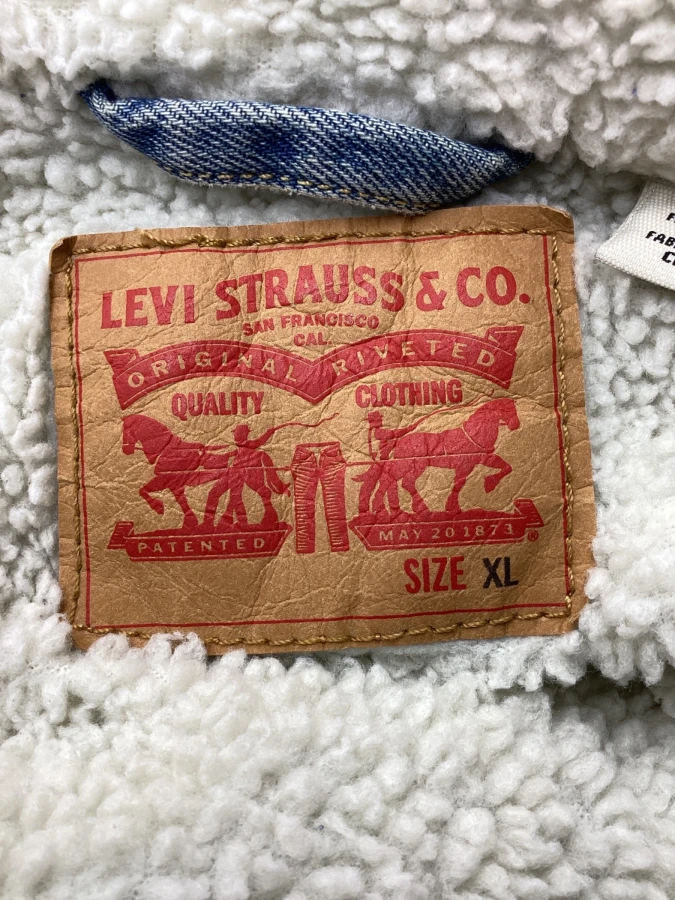 LEVI STRAUSS & CO.
SAN FRANCISCO
CAL.
ORIGINAL RIVETED
QUALITY CLOTHING
PATENTED MAY 20 1873 ®
SIZE XL